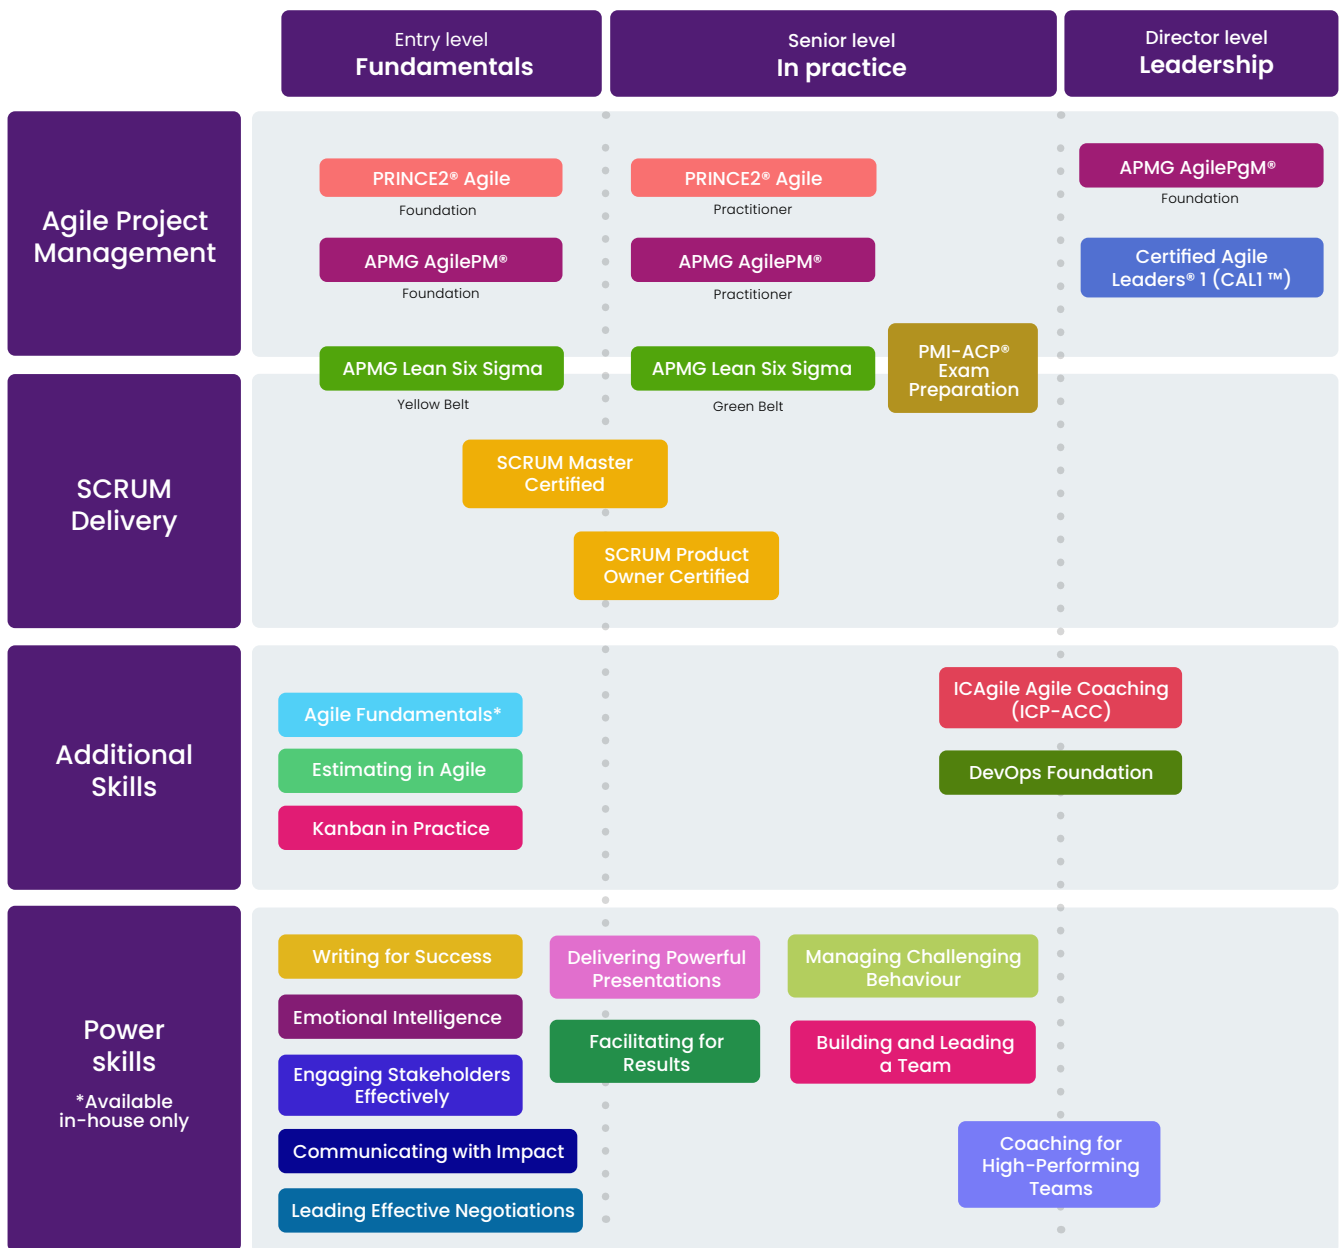 Entry level
Fundamentals
Senior level
In practice
Director level
Leadership
Agile Project
Management
PRINCE2® Agile
Foundation
PRINCE2® Agile
Practitioner
APMG AgilePgM®
Foundation
APMG AgilePM®
Foundation
APMG AgilePM®
Practitioner
Certified Agile
Leaders® 1 (CAL1 ™)
APMG Lean Six Sigma
Yellow Belt
APMG Lean Six Sigma
Green Belt
PMI-ACP®
Exam
Preparation
SCRUM
Delivery
SCRUM Master
Certified
SCRUM Product
Owner Certified
Additional
Skills
Agile Fundamentals*
Estimating in Agile
Kanban in Practice
ICAgile Agile Coaching
(ICP-ACC)
DevOps Foundation
Power
skills
*Available
in-house only
Writing for Success
Emotional Intelligence
Engaging Stakeholders
Effectively
Communicating with Impact
Leading Effective Negotiations
Delivering Powerful
Presentations
Facilitating for
Results
Managing Challenging
Behaviour
Building and Leading
a Team
Coaching for
High-Performing
Teams